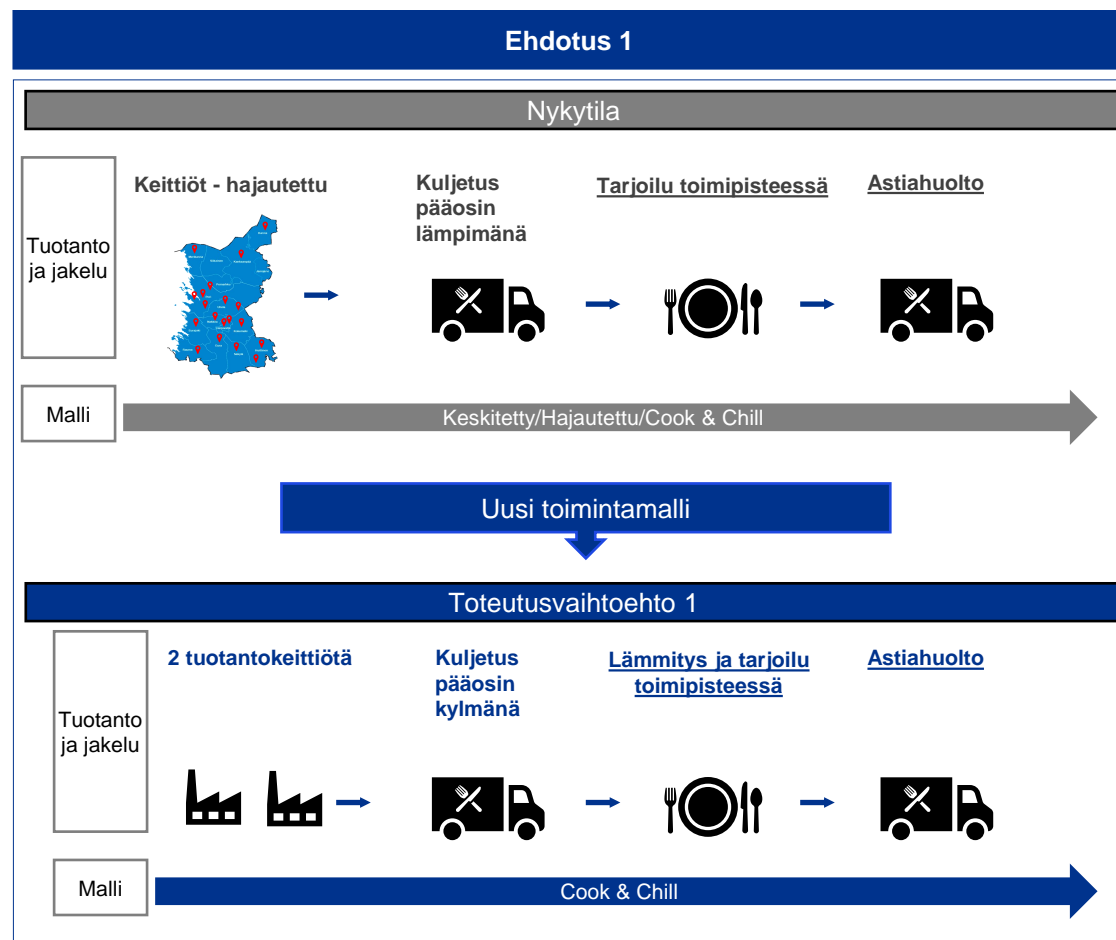 Ehdotus 1
Nykytila
Tuotanto
ja jakelu
Keittiöt - hajautettu
Kuljetus
pääosin
lämpimänä
Tarjoilu toimipisteessä
Astiahuolto
Malli
Keskitetty/Hajautettu/Cook & Chill
Uusi toimintamalli
Toteutusvaihtoehto 1
Tuotanto
ja jakelu
2 tuotantokeittiötä
Kuljetus
pääosin
kylmänä
Lämmitys ja tarjoilu
toimipisteessä
Astiahuolto
Malli
Cook & Chill